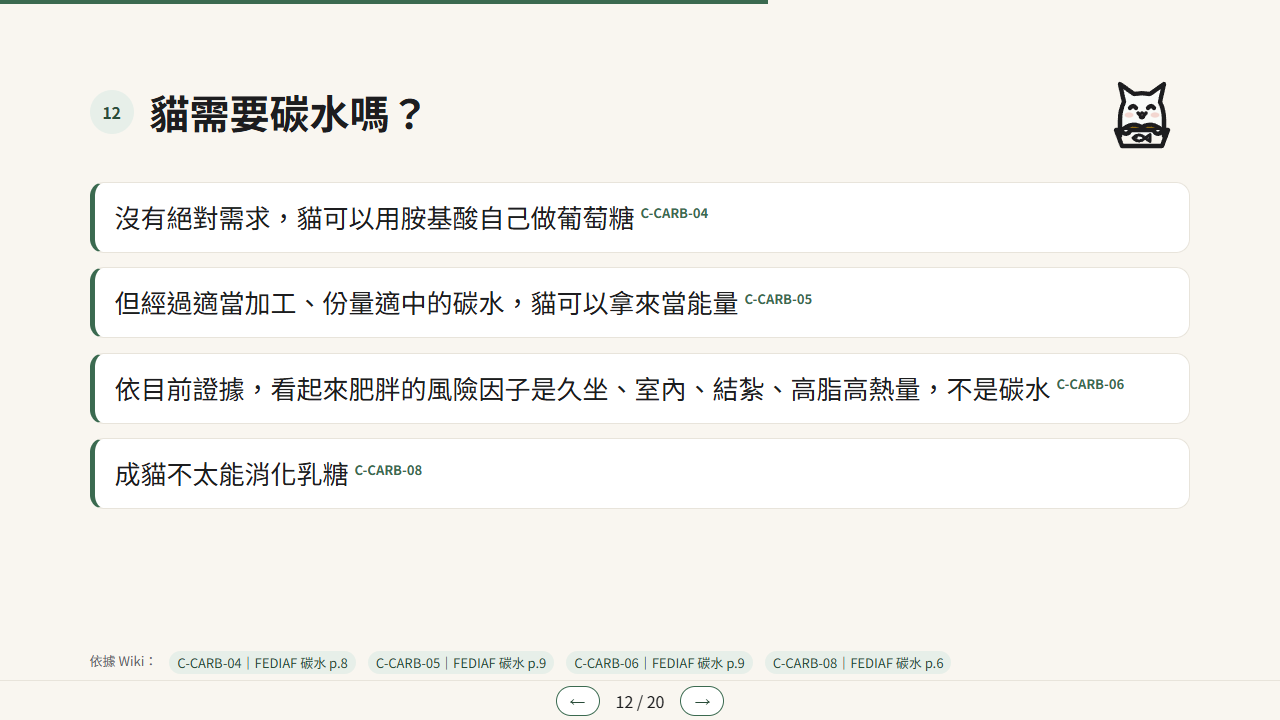 12 貓需要碳水嗎？
沒有絕對需求，貓可以用胺基酸自己做葡萄糖 C-CARB-04
但經過適當加工、份量適中的碳水，貓可以拿來當能量 C-CARB-05
依目前證據，看起來肥胖的風險因子是久坐、室內、結紮、高脂高熱量，不是碳水 C-CARB-06
成貓不太能消化乳糖 C-CARB-08
依據 Wiki： C-CARB-04｜FEDIAF 碳水 p.8 C-CARB-05｜FEDIAF 碳水 p.9 C-CARB-06｜FEDIAF 碳水 p.9 C-CARB-08｜FEDIAF 碳水 p.6
← 12 / 20 →